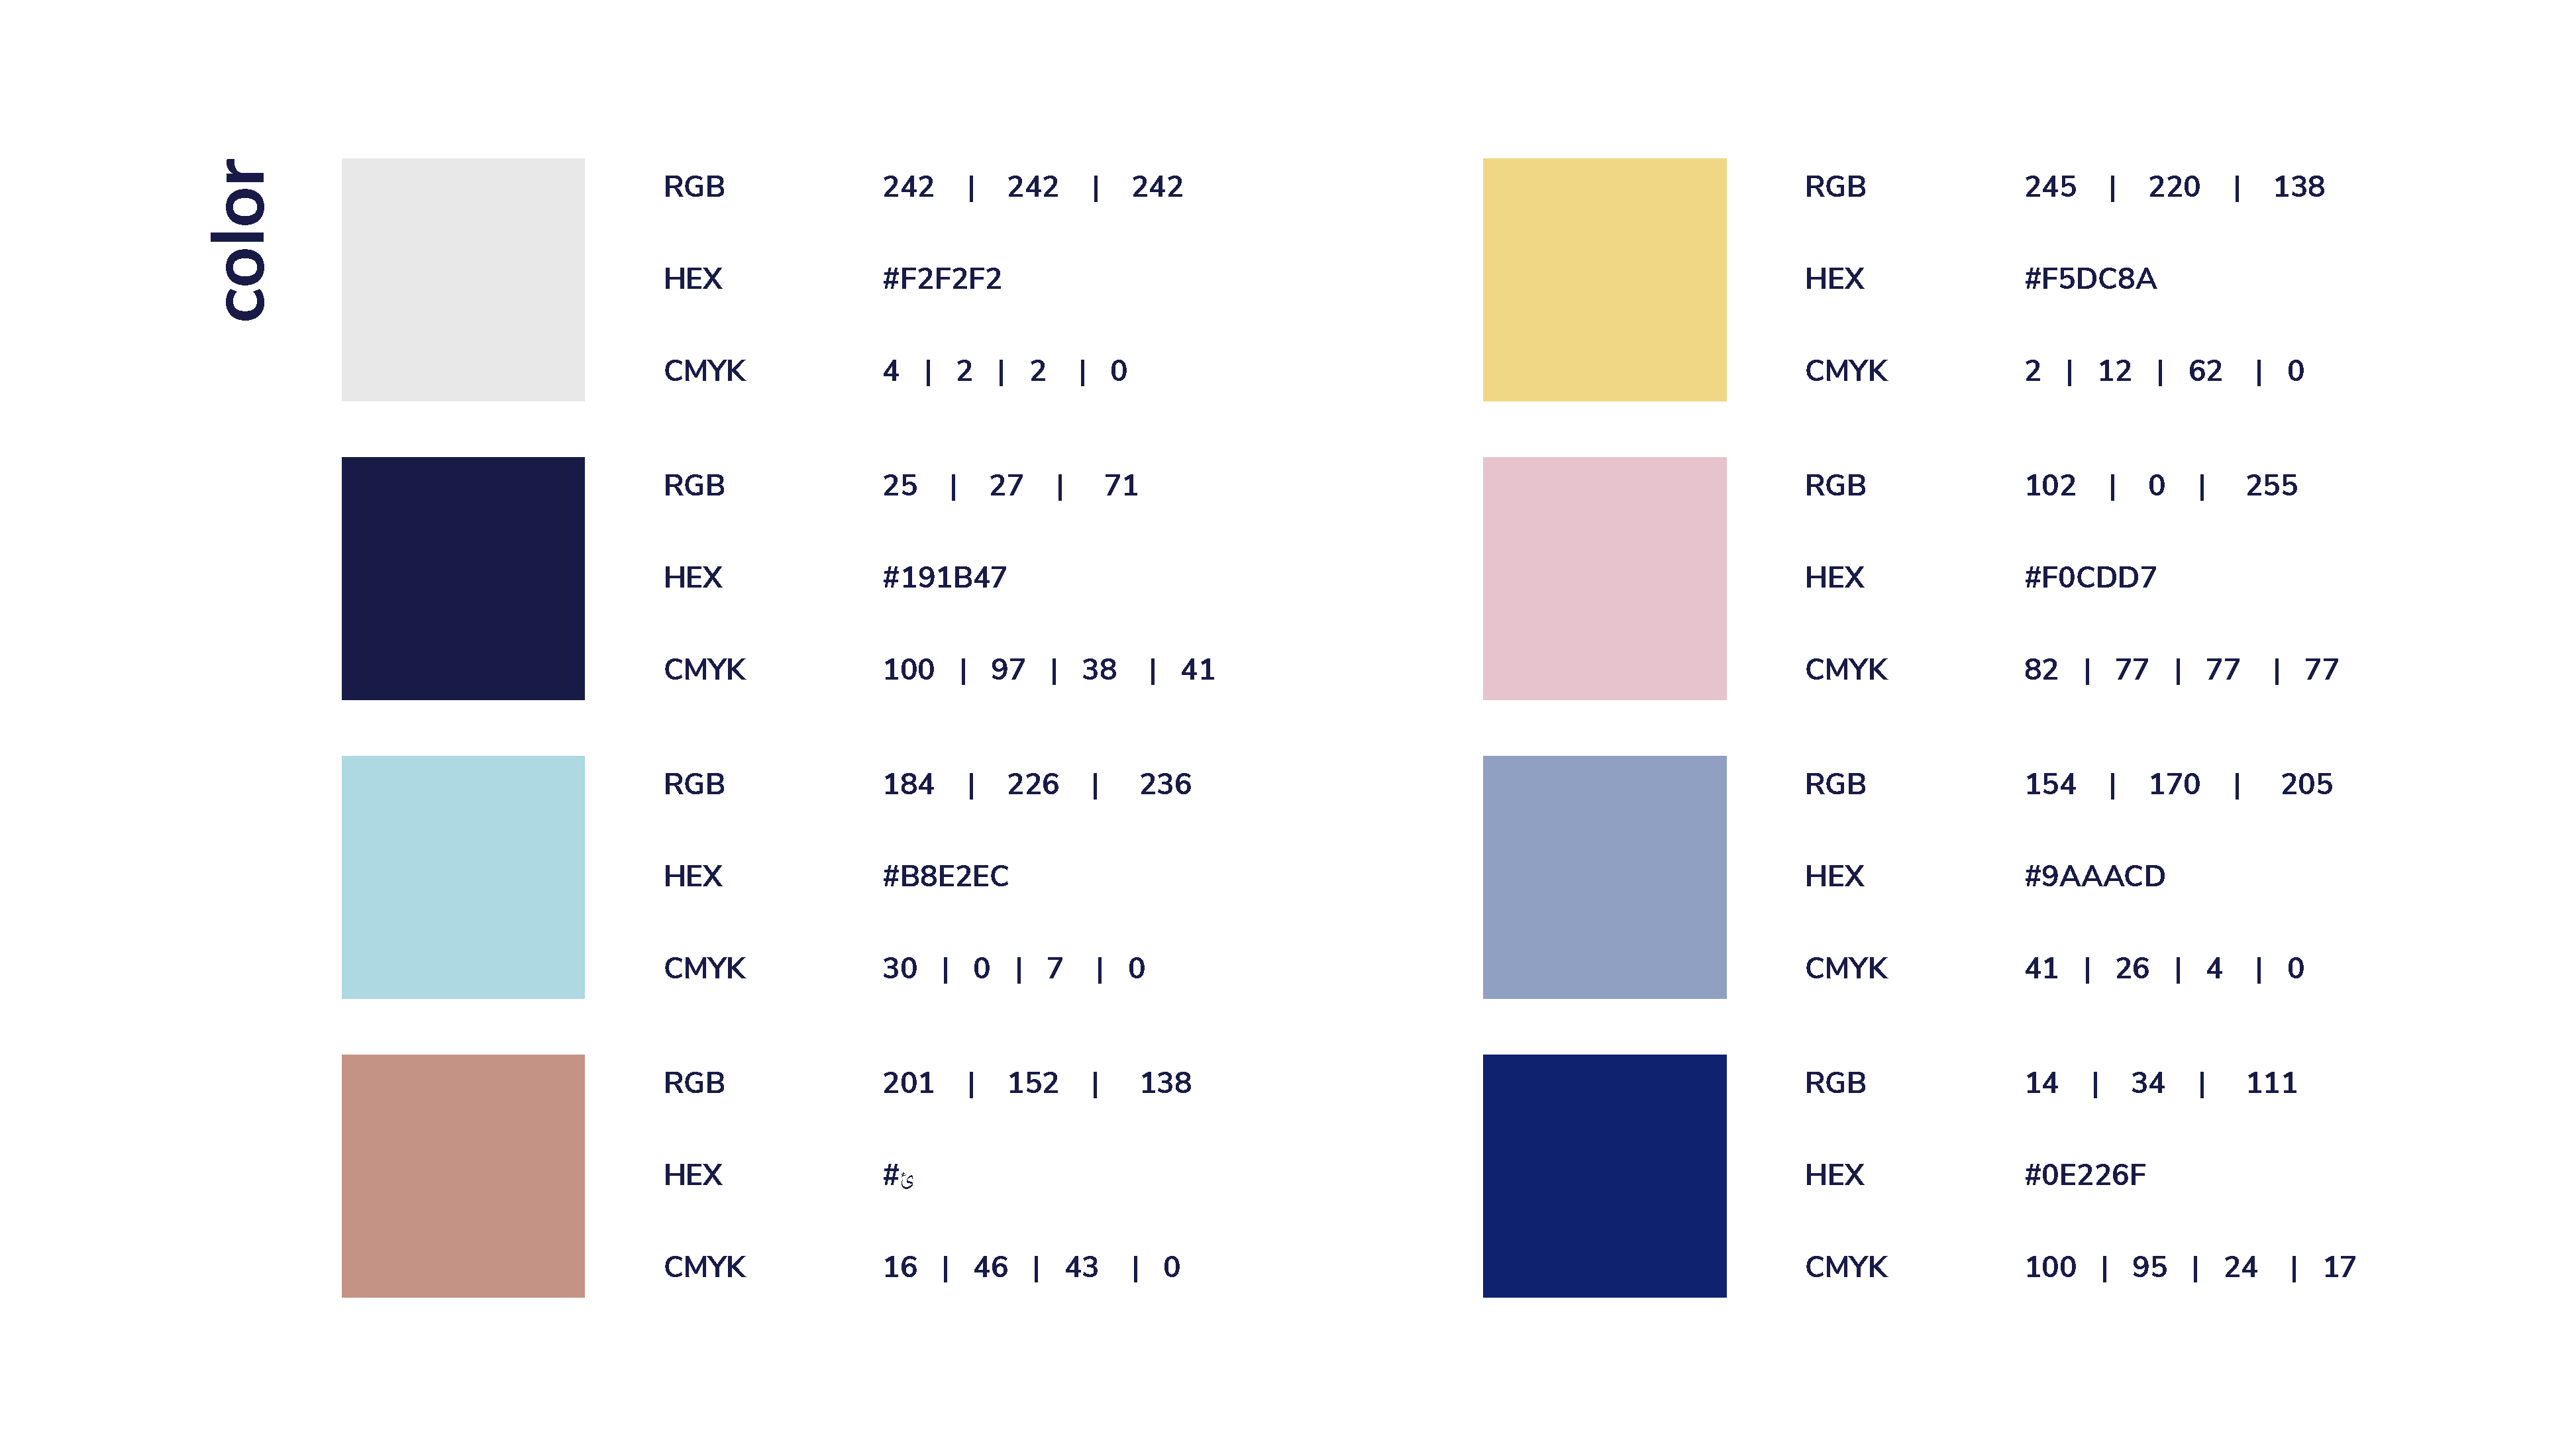 color
RGB 242 | 242 | 242
HEX #F2F2F2
CMYK 4 | 2 | 2 | 0
RGB 25 | 27 | 71
HEX #191B47
CMYK 100 | 97 | 38 | 41
RGB 184 | 226 | 236
HEX #B8E2EC
CMYK 30 | 0 | 7 | 0
RGB 201 | 152 | 138
HEX #ئ
CMYK 16 | 46 | 43 | 0
RGB 245 | 220 | 138
HEX #F5DC8A
CMYK 2 | 12 | 62 | 0
RGB 102 | 0 | 255
HEX #F0CDD7
CMYK 82 | 77 | 77 | 77
RGB 154 | 170 | 205
HEX #9AAACD
CMYK 41 | 26 | 4 | 0
RGB 14 | 34 | 111
HEX #0E226F
CMYK 100 | 95 | 24 | 17